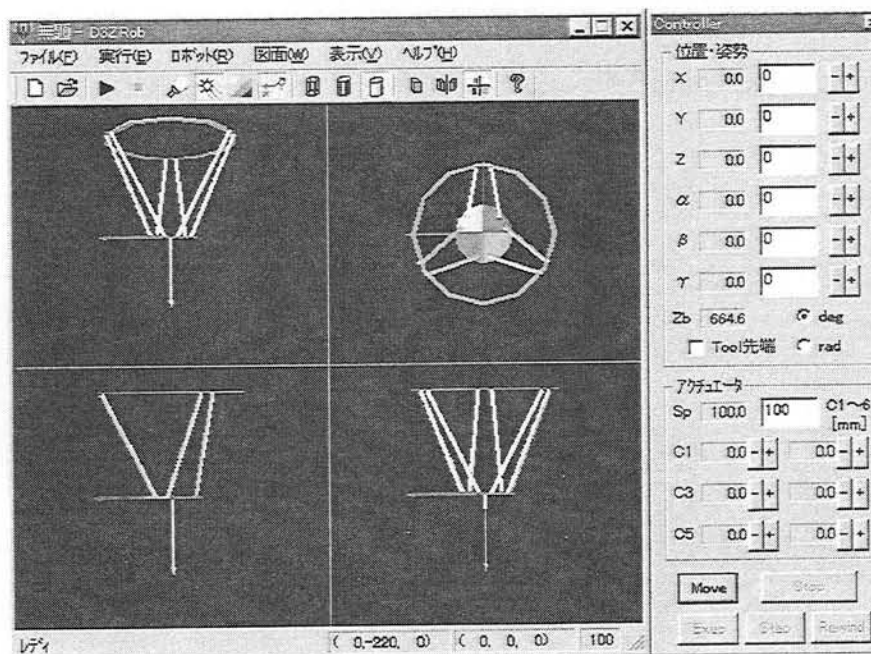 無題 - D3Z Rob
ファイル(F) 実行(E) ロボット(R) 図面(W) 表示(V) ヘルプ(H)
レディ ( 0,-220, 0) ( 0, 0, 0) 100
Controller
位置・姿勢
X 0.0 0 - +
Y 0.0 0 - +
Z 0.0 0 - +
α 0.0 0 - +
β 0.0 0 - +
γ 0.0 0 - +
Zb 664.6 deg
Tool先端 rad
アクチュエータ
Sp 100.0 100 C1～6
[mm]
C1 0.0 - + 0.0 - +
C3 0.0 - + 0.0 - +
C5 0.0 - + 0.0 - +
Move Stop
Exec Step Rewind